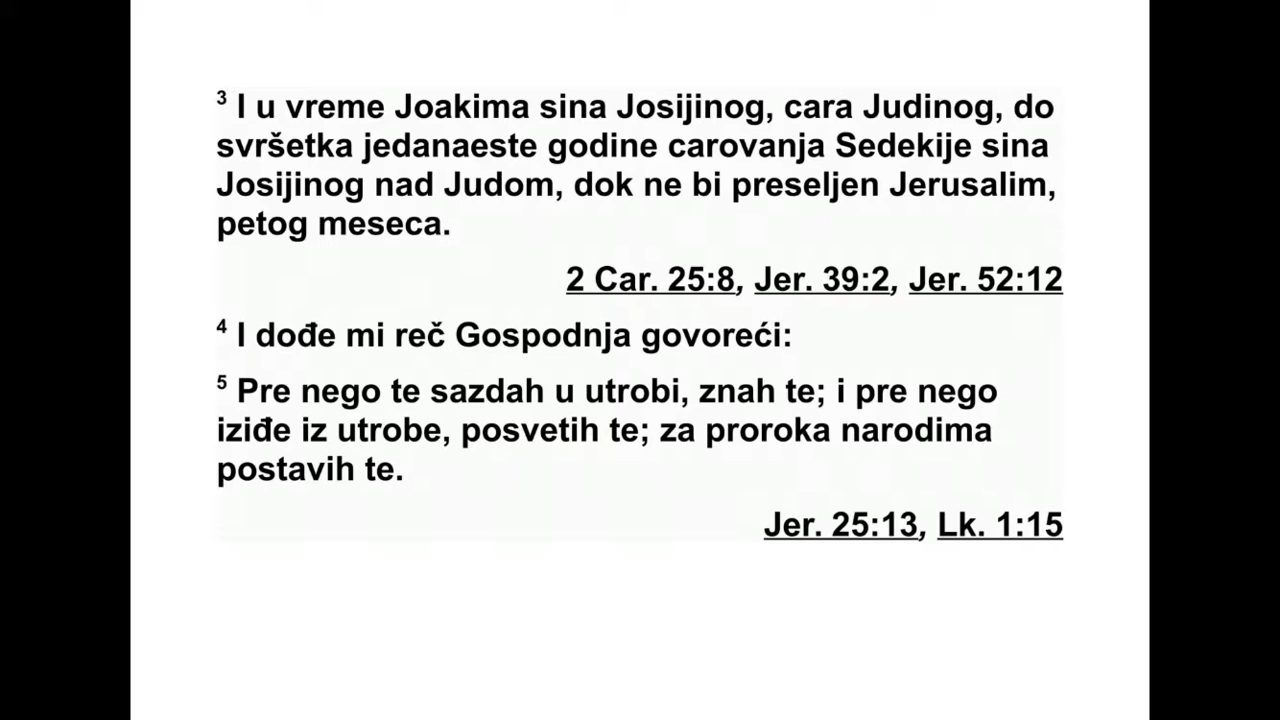 3 I u vreme Joakima sina Josijinog, cara Judinog, do
svršetka jedanaeste godine carovanja Sedekije sina
Josijinog nad Judom, dok ne bi preseljen Jerusalim,
petog meseca.
2 Car. 25:8, Jer. 39:2, Jer. 52:12
4 I dođe mi reč Gospodnja govoreći:
5 Pre nego te sazdah u utrobi, znah te; i pre nego
iziđe iz utrobe, posvetih te; za proroka narodima
postavih te.
Jer. 25:13, Lk. 1:15